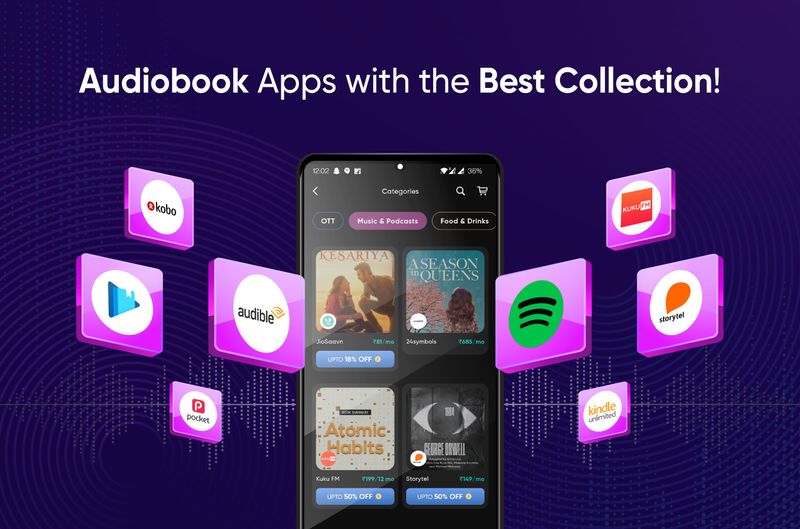 Audiobook Apps with the Best Collection!
12:02
36%
Categories
OTT
Music & Podcasts
Food & Drinks
kobo
audible
pocket
KUKU FM
storytel
kindle
unlimited
KESARIYA
A SEASON
in
QUEENS
JioSaavn
₹81/mo
24symbols
₹685/mo
UPTO 18% OFF
BOOK SUMMARY
Atomic
Habits
1984
GEORGE ORWELL
Kuku FM
₹199/12 mo
Storytel
₹149/mo
UPTO 50% OFF
UPTO 50% OFF